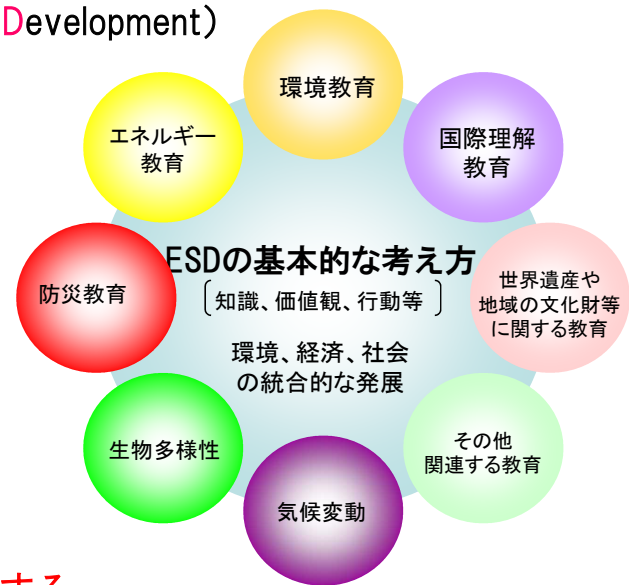 Development)
環境教育
エネルギー
教育
国際理解
教育
ESDの基本的な考え方
〔知識、価値観、行動等〕
環境、経済、社会
の統合的な発展
防災教育
世界遺産や
地域の文化財等
に関する教育
生物多様性
その他
関連する教育
気候変動
する